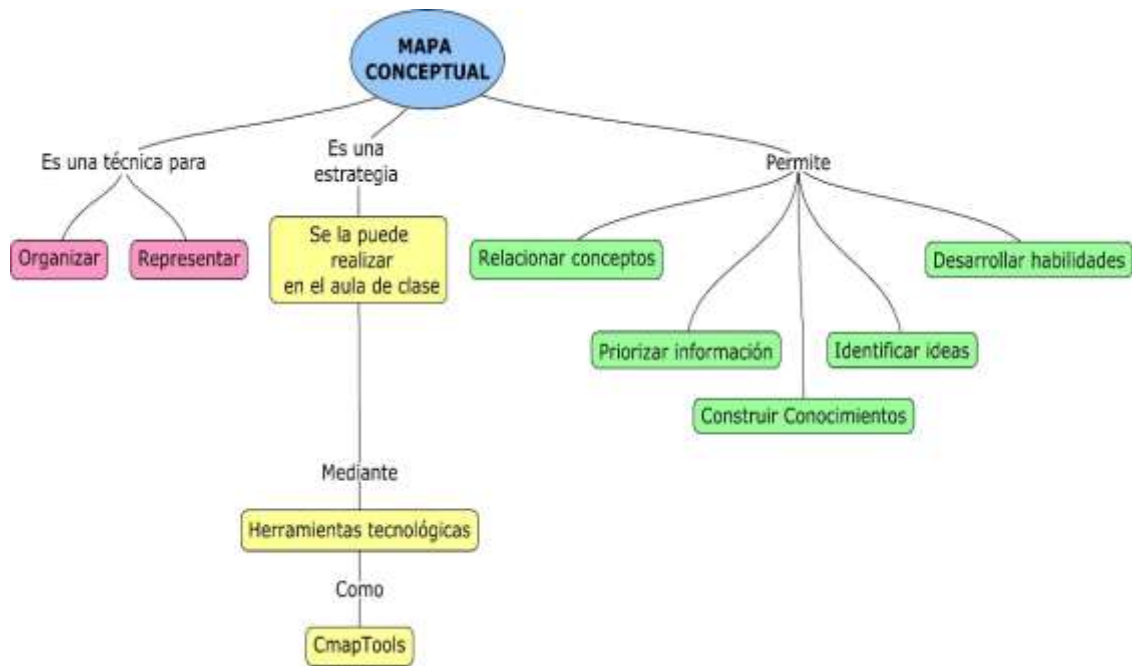 MAPA
CONCEPTUAL
Es una técnica para
Es una
estrategia
Permite
Organizar
Representar
Se la puede
realizar
en el aula de clase
Relacionar conceptos
Desarrollar habilidades
Priorizar información
Identificar ideas
Construir Conocimientos
Mediante
Herramientas tecnológicas
Como
CmapTools